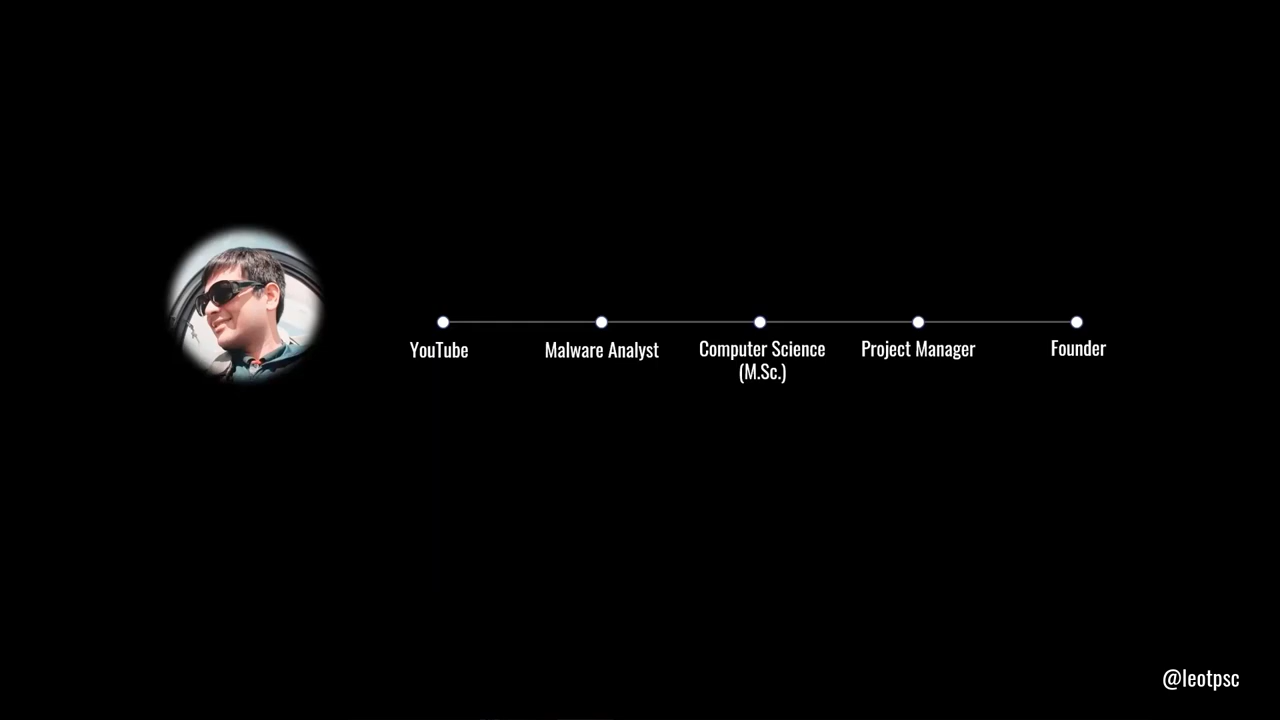 YouTube
Malware Analyst
Computer Science
(M.Sc.)
Project Manager
Founder
@leotpsc